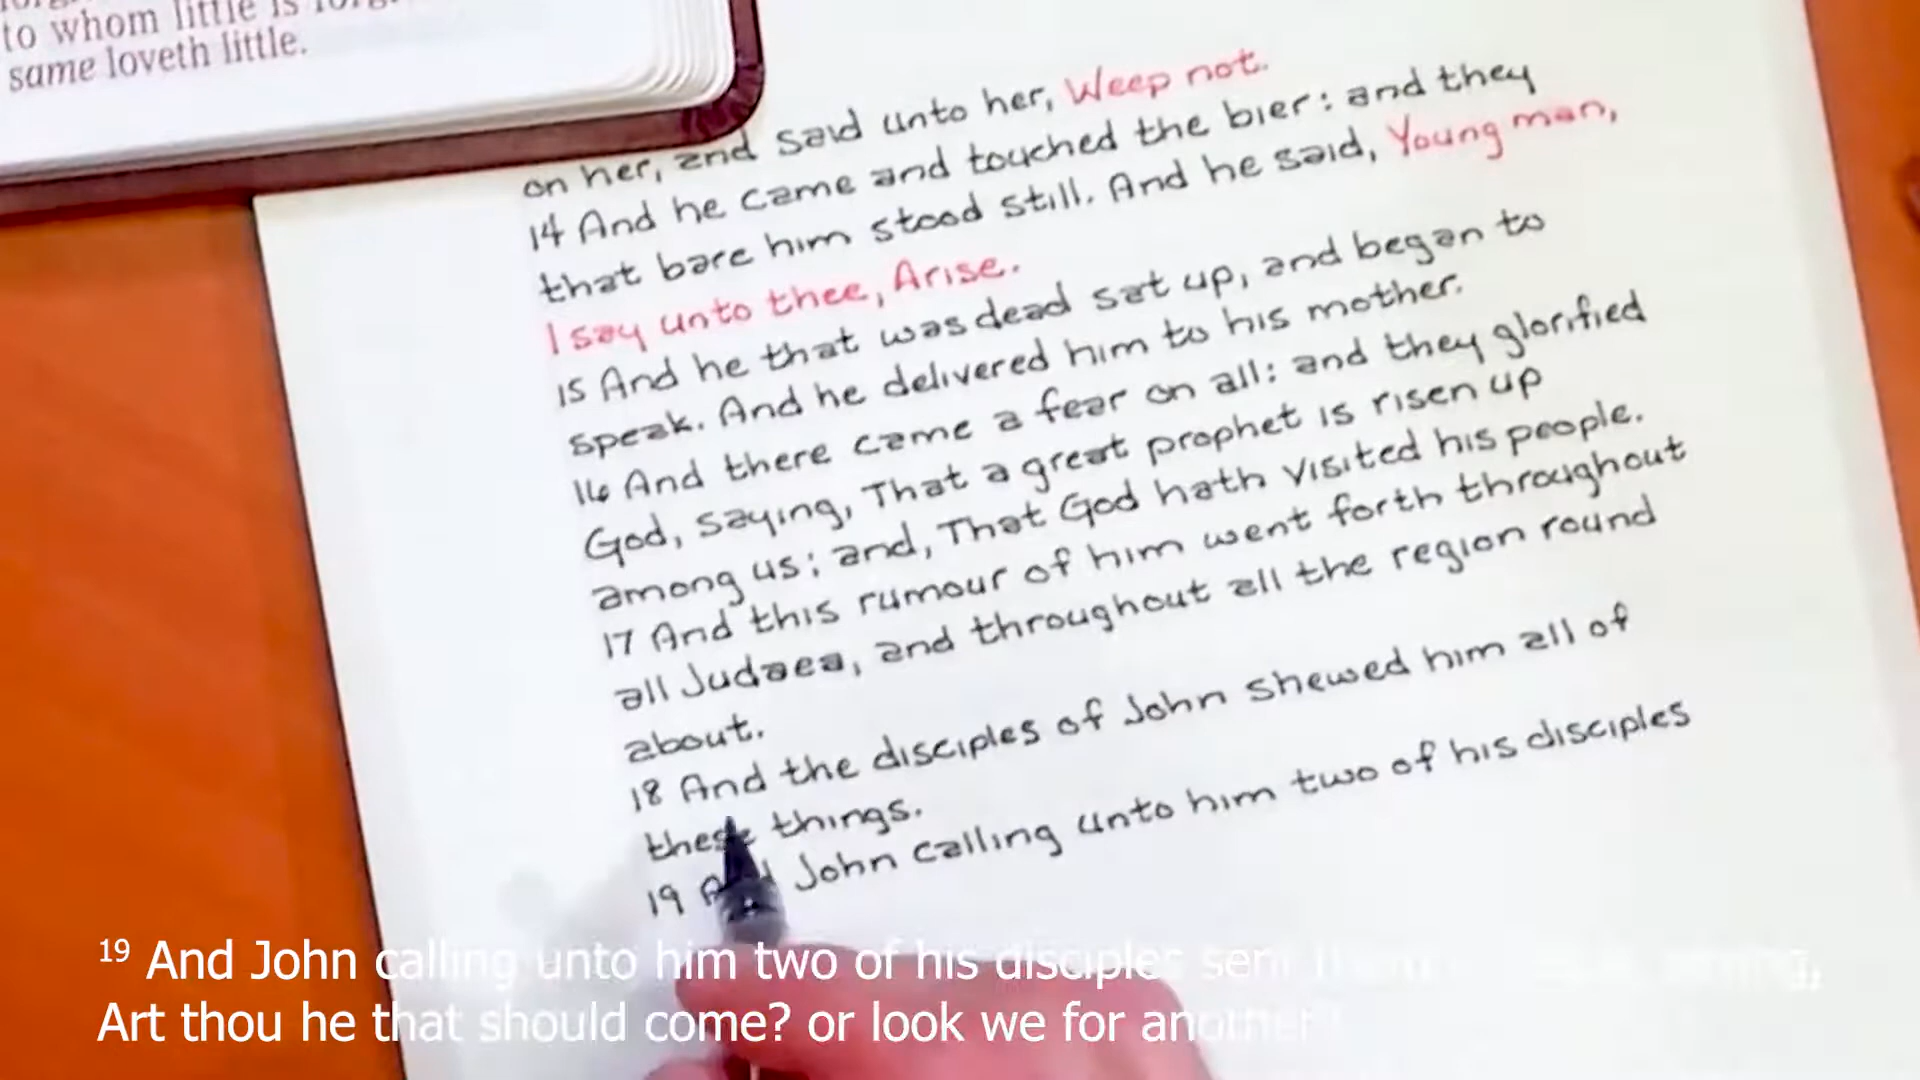 to whom little is
same loveth little.
on her, and said unto her, Weep not.
14 And he came and touched the bier: and they
that bare him stood still. And he said, Young man,
I say unto thee, Arise.
15 And he that was dead sat up, and began to
speak. And he delivered him to his mother.
16 And there came a fear on all: and they glorified
God, saying, That a great prophet is risen up
among us; and, That God hath visited his people.
17 And this rumour of him went forth throughout
all Judaea, and throughout all the region round
about.
18 And the disciples of John shewed him all of
these things.
19 And John calling unto him two of his disciples
19 And John calling unto him two of his disciples sent
Art thou he that should come? or look we for another